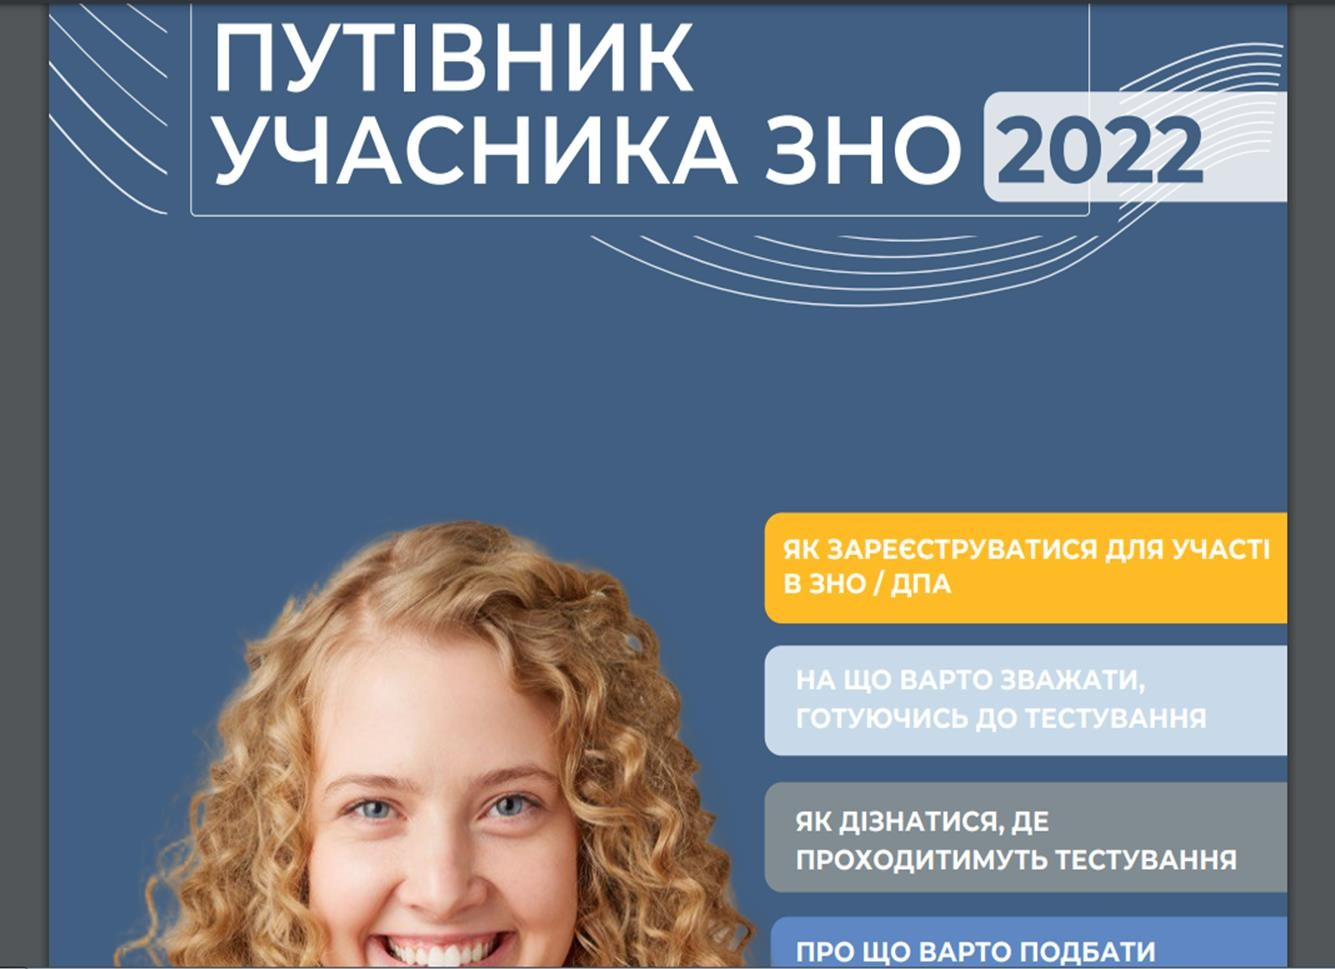 ПУТІВНИК
УЧАСНИКА ЗНО 2022
ЯК ЗАРЕЄСТРУВАТИСЯ ДЛЯ УЧАСТІ
В ЗНО / ДПА
НА ЩО ВАРТО ЗВАЖАТИ,
ГОТУЮЧИСЬ ДО ТЕСТУВАННЯ
ЯК ДІЗНАТИСЯ, ДЕ
ПРОХОДИТИМУТЬ ТЕСТУВАННЯ
ПРО ЩО ВАРТО ПОДБАТИ